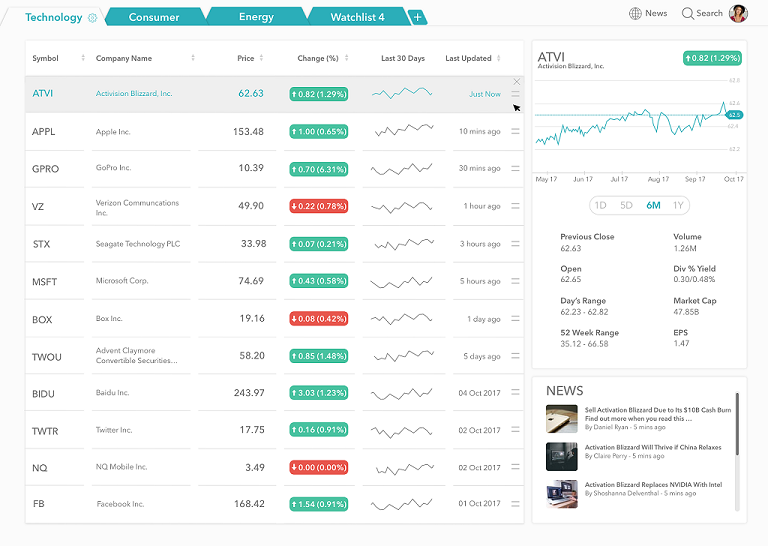 Technology
Consumer
Energy
Watchlist 4
+
News
Search
Symbol Company Name Price Change (%) Last 30 Days Last Updated
ATVI Activision Blizzard, Inc. 62.63 0.82 (1.29%) Just Now
APPL Apple Inc. 153.48 1.00 (0.65%) 10 mins ago
GPRO GoPro Inc. 10.39 0.70 (6.31%) 30 mins ago
VZ Verizon Communcations
Inc. 49.90 0.22 (0.78%) 1 hour ago
STX Seagate Technology PLC 33.98 0.07 (0.21%) 3 hours ago
MSFT Microsoft Corp. 74.69 0.43 (0.58%) 5 hours ago
BOX Box Inc. 19.16 0.08 (0.42%) 1 day ago
TWOU Advent Claymore
Convertible Securities... 58.20 0.85 (1.48%) 5 days ago
BIDU Baidu Inc. 243.97 3.03 (1.23%) 04 Oct 2017
TWTR Twitter Inc. 17.75 0.16 (0.91%) 02 Oct 2017
NQ NQ Mobile Inc. 3.49 0.00 (0.00%) 02 Oct 2017
FB Facebook Inc. 168.42 1.54 (0.91%) 01 Oct 2017
ATVI
Activision Blizzard, Inc.
0.82 (1.29%)
62.8
62.6
62.5
62.4
62.2
May 17 Jun 17 Jul 17 Aug 17 Sep 17 Oct 17
1D 5D 6M 1Y
Previous Close Volume
62.63 1.26M
Open Div % Yield
62.65 0.30/0.48%
Day's Range Market Cap
62.23 - 62.82 47.85B
52 Week Range EPS
35.12 - 66.58 1.47
NEWS
Sell Activation Blizzard Due to Its $10B Cash Burn
Find out more when you read this ...
By Daniel Ryan - 5 mins ago
Activation Blizzard Will Thrive if China Relaxes
By Claire Perry - 5 mins ago
Activation Blizzard Replaces NVIDIA With Intel
By Shoshanna Delventhal - 5 mins ago